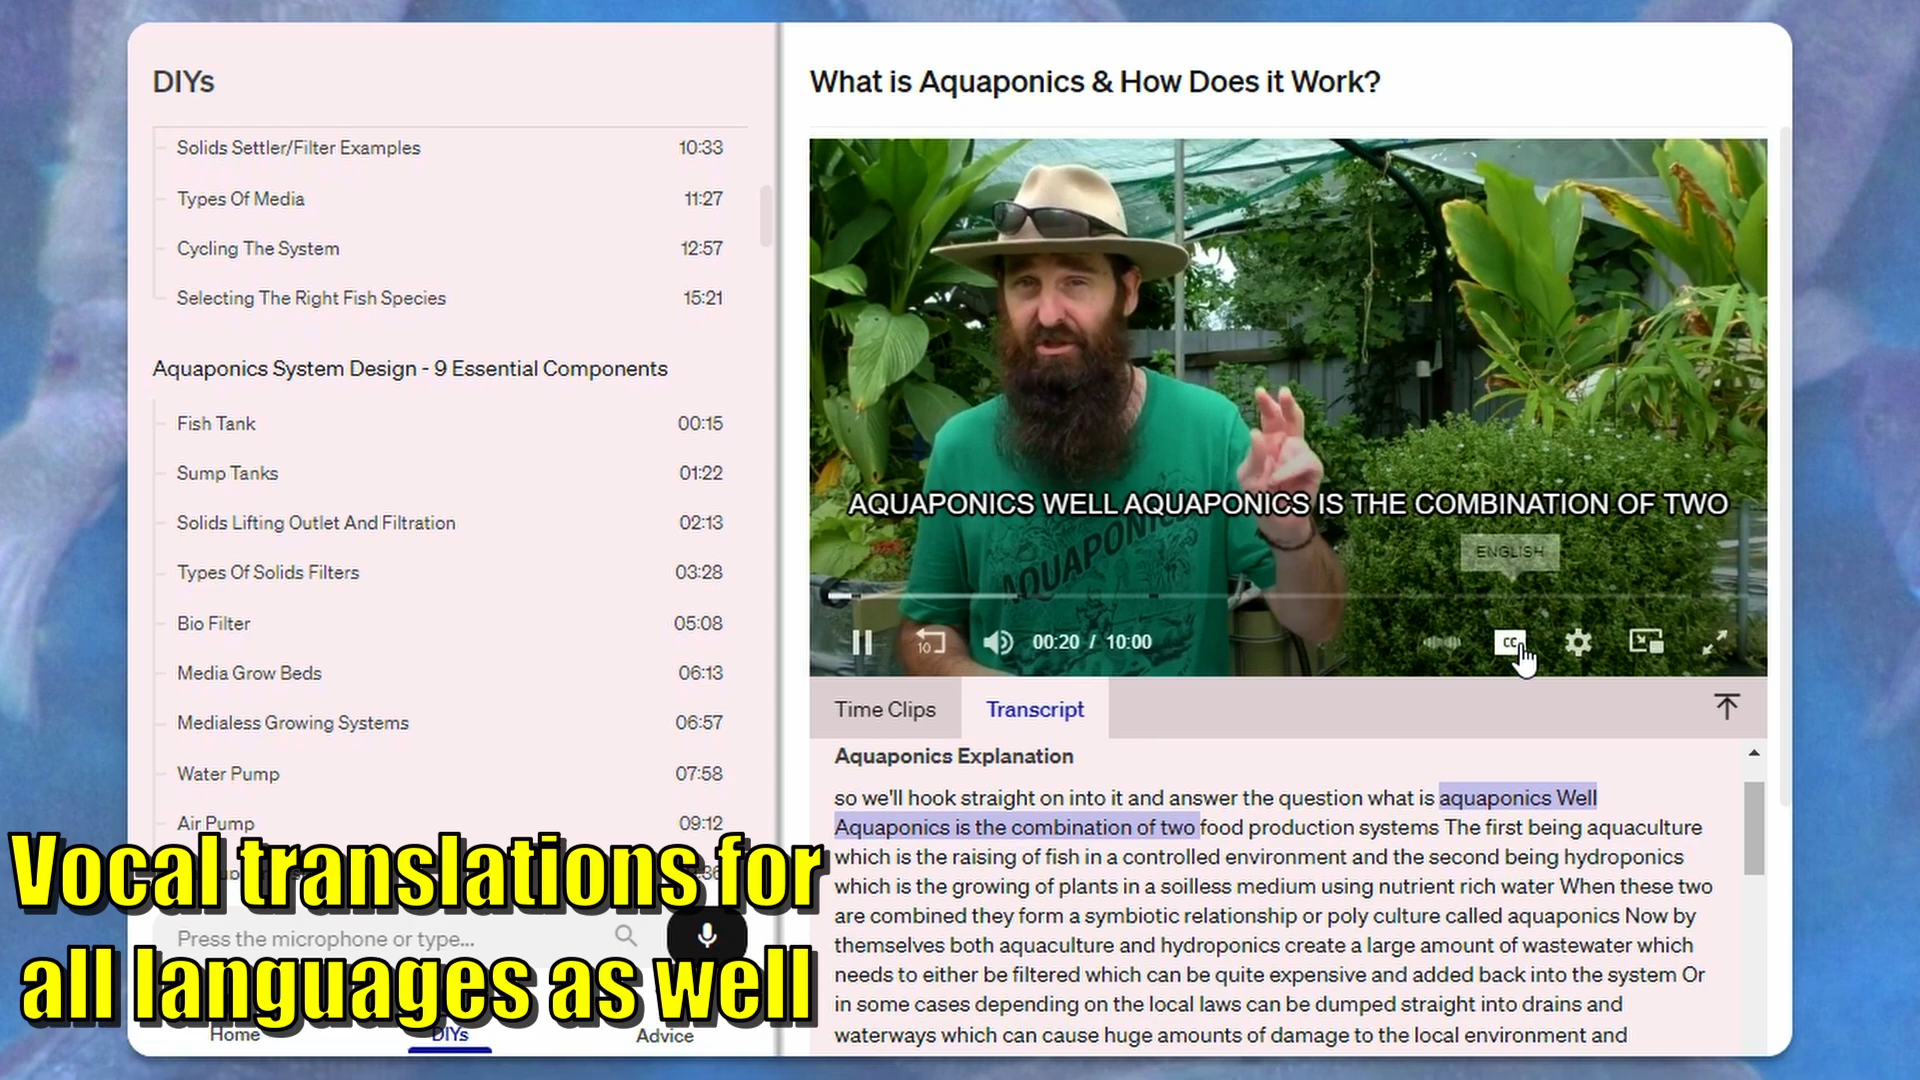 DIYs
Solids Settler/Filter Examples 10:33
Types Of Media 11:27
Cycling The System 12:57
Selecting The Right Fish Species 15:21
Aquaponics System Design - 9 Essential Components
Fish Tank 00:15
Sump Tanks 01:22
Solids Lifting Outlet And Filtration 02:13
Types Of Solids Filters 03:28
Bio Filter 05:08
Media Grow Beds 06:13
Medialess Growing Systems 06:57
Water Pump 07:58
Air Pump 09:12
Vocal translations for
all languages as well
Press the microphone or type...
Home DIYs Advice
What is Aquaponics & How Does it Work?
AQUAPONICS
AQUAPONICS WELL AQUAPONICS IS THE COMBINATION OF TWO
ENGLISH
10 00:20 / 10:00 CC
Time Clips Transcript
Aquaponics Explanation
so we'll hook straight on into it and answer the question what is aquaponics Well
Aquaponics is the combination of two food production systems The first being aquaculture
which is the raising of fish in a controlled environment and the second being hydroponics
which is the growing of plants in a soilless medium using nutrient rich water When these two
are combined they form a symbiotic relationship or poly culture called aquaponics Now by
themselves both aquaculture and hydroponics create a large amount of wastewater which
needs to either be filtered which can be quite expensive and added back into the system Or
in some cases depending on the local laws can be dumped straight into drains and
waterways which can cause huge amounts of damage to the local environment and